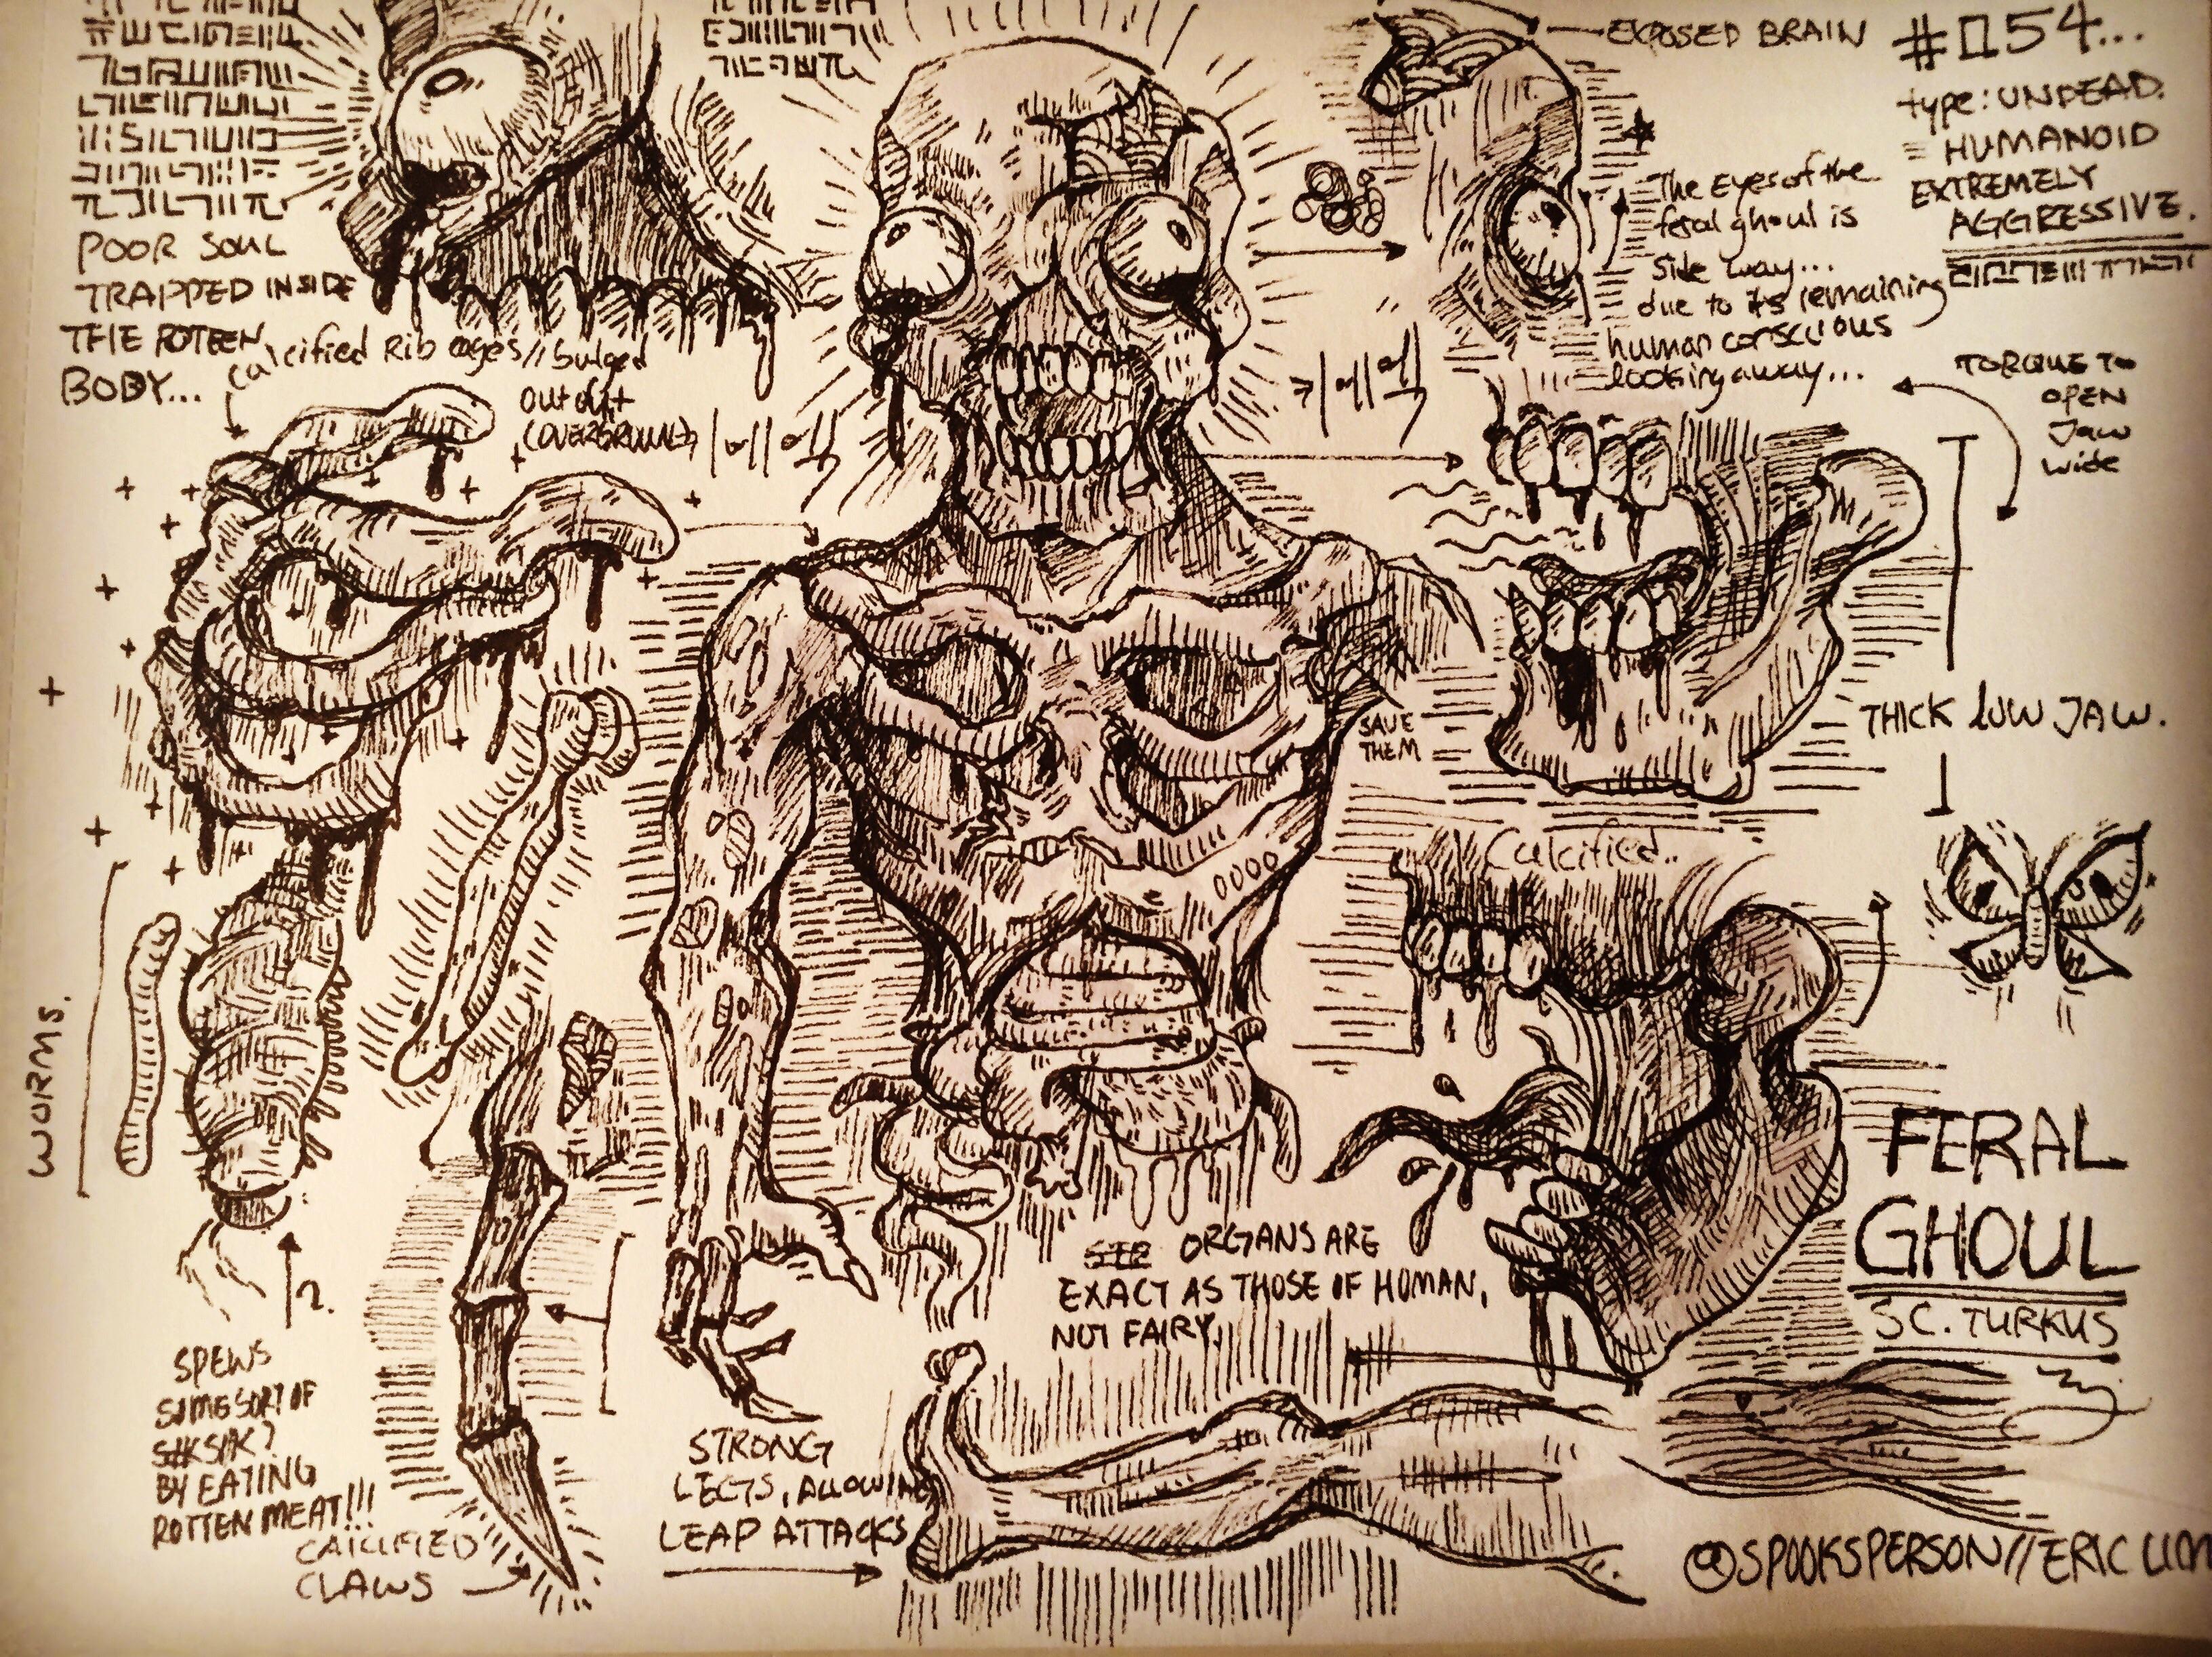 EXPOSED BRAIN
#054...
type: UNDEAD.
HUMANOID
EXTREMELY
AGGRESSIVE.
The Eyes of the
feral ghoul is
side way...
due to its remaining
human conscious
looking away...
POOR SOUL
TRAPPED INSIDE
THE ROTEEN
BODY...
calcified Rib cages // bulged
out of it
TORQUE TO
OPEN
Jaw
wide
THICK LOW JAW.
SAVE
THEM
Calcified..
WORMS.
2.
SPEWS
SOME SORT OF
BY EATING
ROTTEN MEAT!!!
CLAWS
ORGANS ARE
EXACT AS THOSE OF HUMAN,
NOT FAIRY.
STRONG
LEGS, ALLOWING
LEAP ATTACKS
FERAL
GHOUL
SC. TURKUS
@SPOOKSPERSON//ERIC LIM